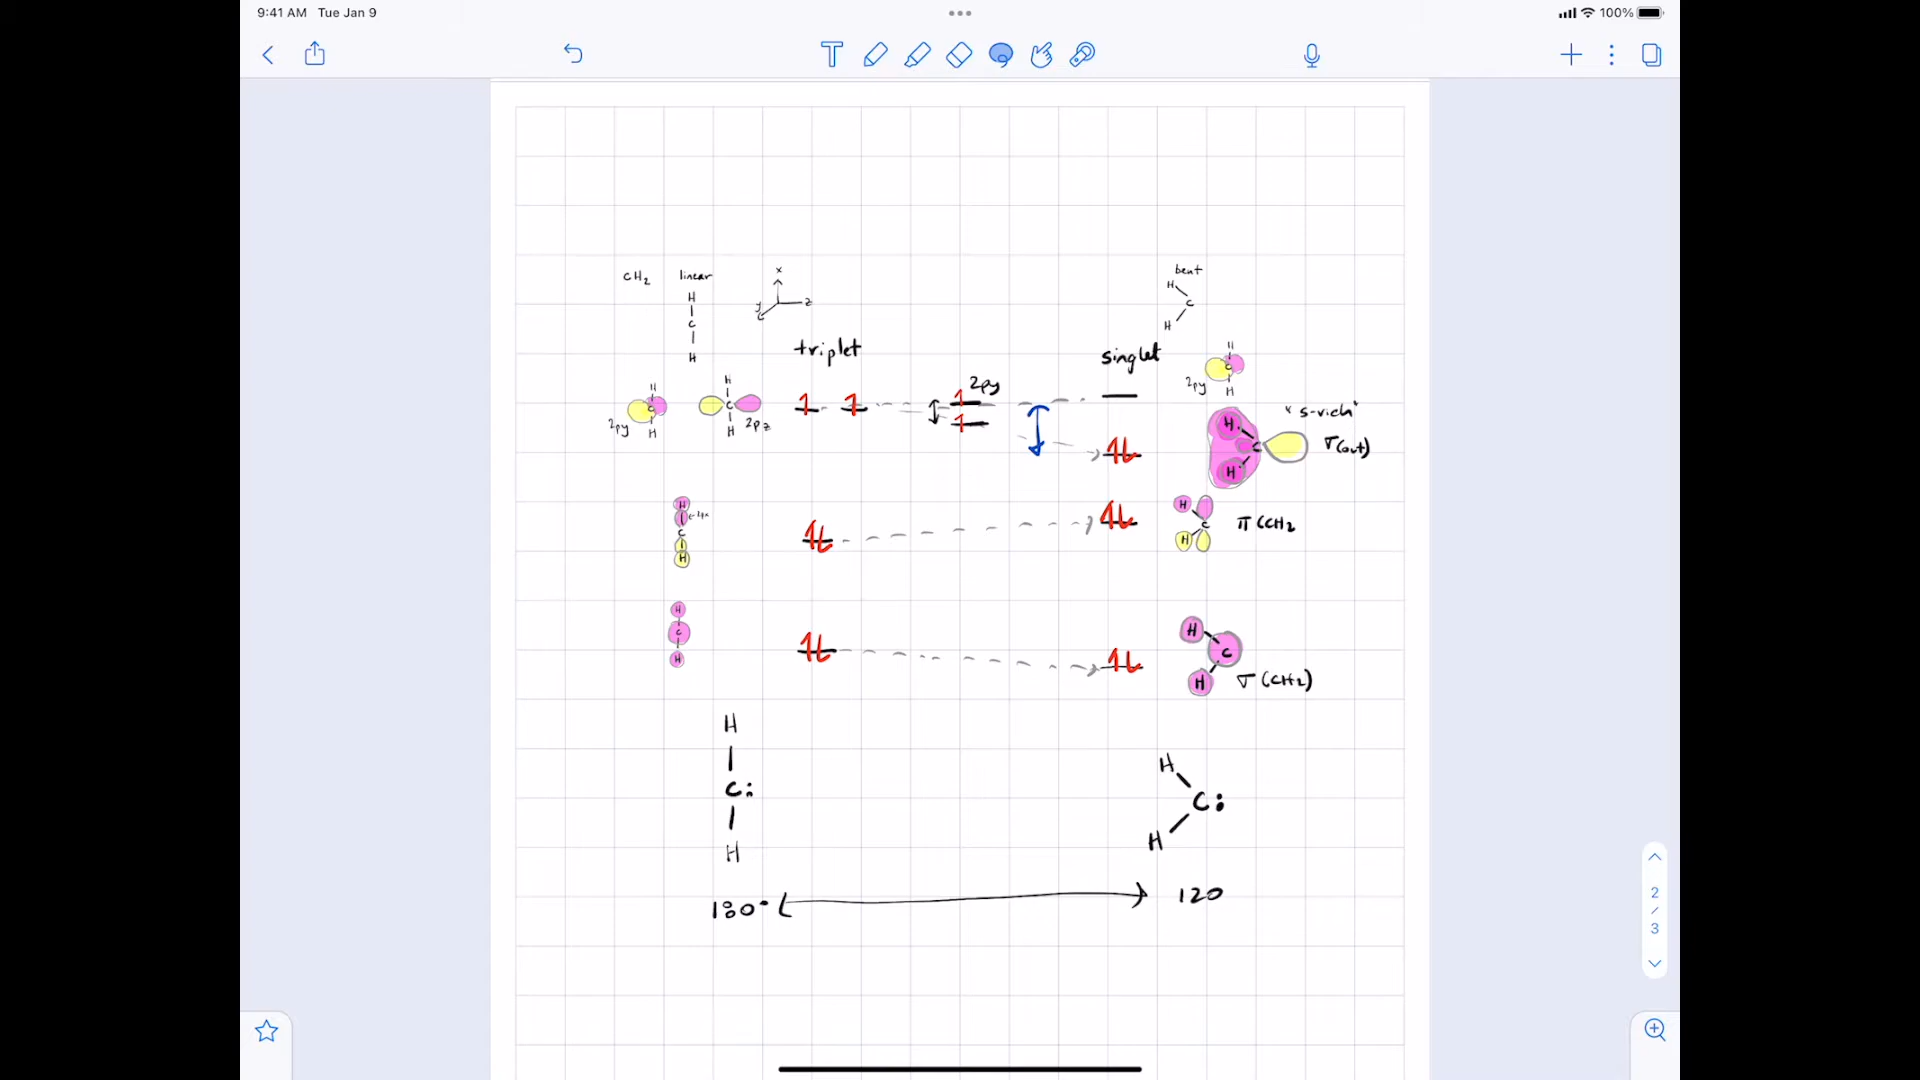 9:41 AM Tue Jan 9
100%
CH2 linear
x
y
z
H
C
H
bent
H
C
H
triplet
singlet
2py
H
C
H
2py
H
C
H
2pz
H
C
H
2py
"s-rich"
H
C
H
σ(out)
H
C
H
H
C
H
π(CH2
H
C
H
H
C
H
σ(CH2)
H
C:
H
H
C:
H
180°
120
2
/
3